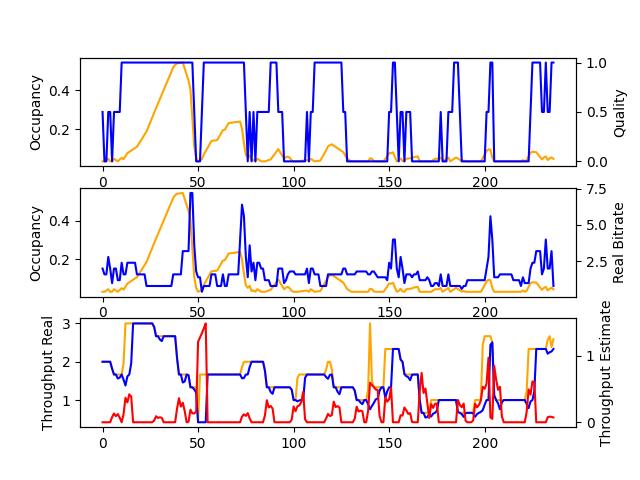 Occupancy
0.4
0.2
1.0
0.5
0.0
Quality
0 50 100 150 200
Occupancy
0.4
0.2
7.5
5.0
2.5
Real Bitrate
0 50 100 150 200
Throughput Real
3
2
1
1
0
Throughput Estimate
0 50 100 150 200